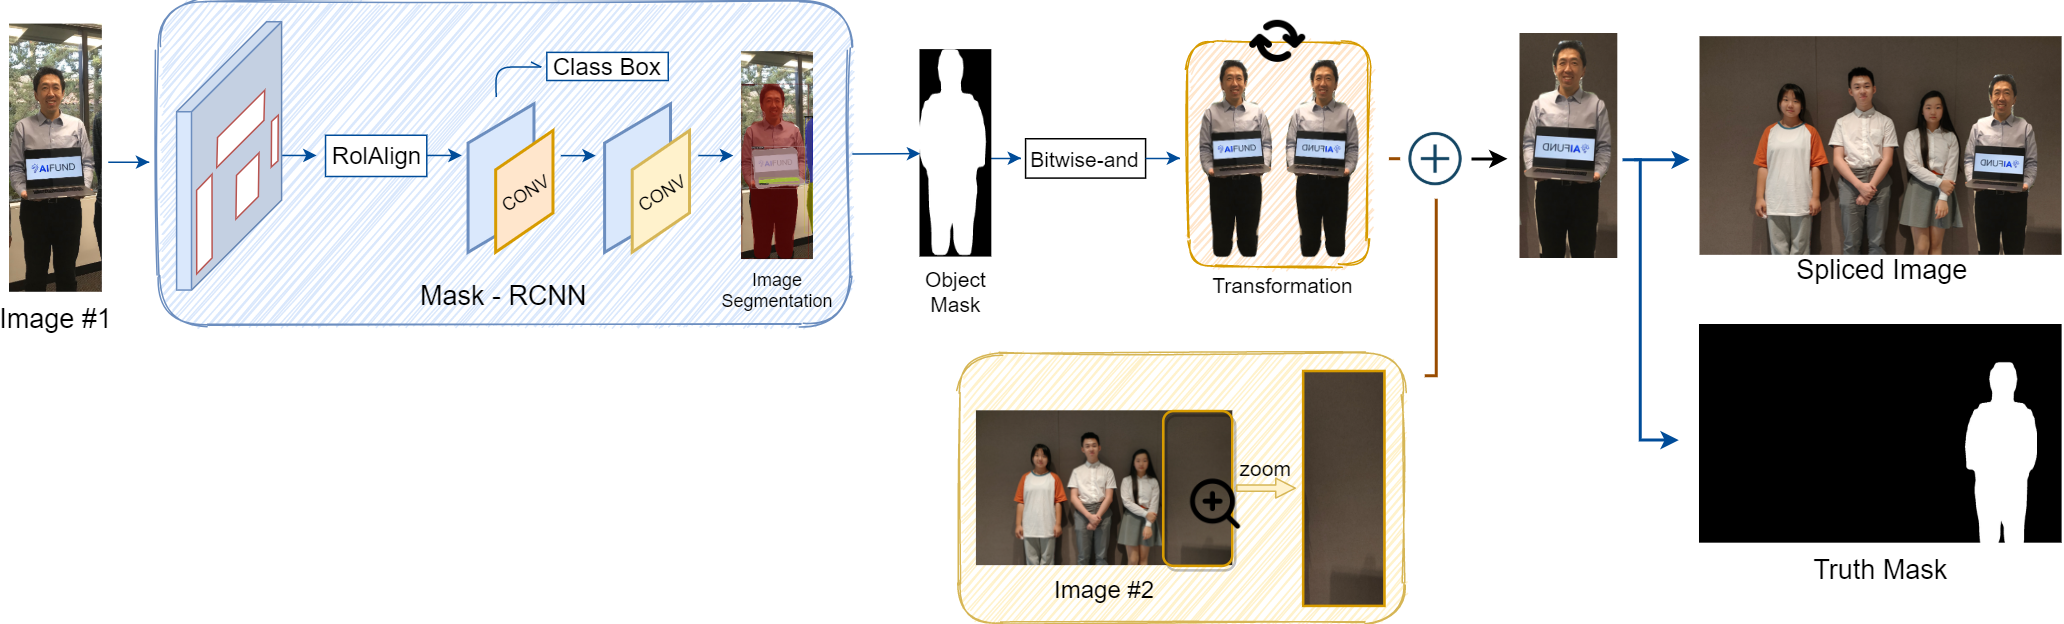 Image #1
AIFUND
RoIAlign
Class Box
CONV
CONV
Mask - RCNN
AIFUND
Image
Segmentation
Object
Mask
Bitwise-and
AIFUND
AIFUND
Transformation
AIFUND
AIFUND
Spliced Image
zoom
Image #2
Truth Mask